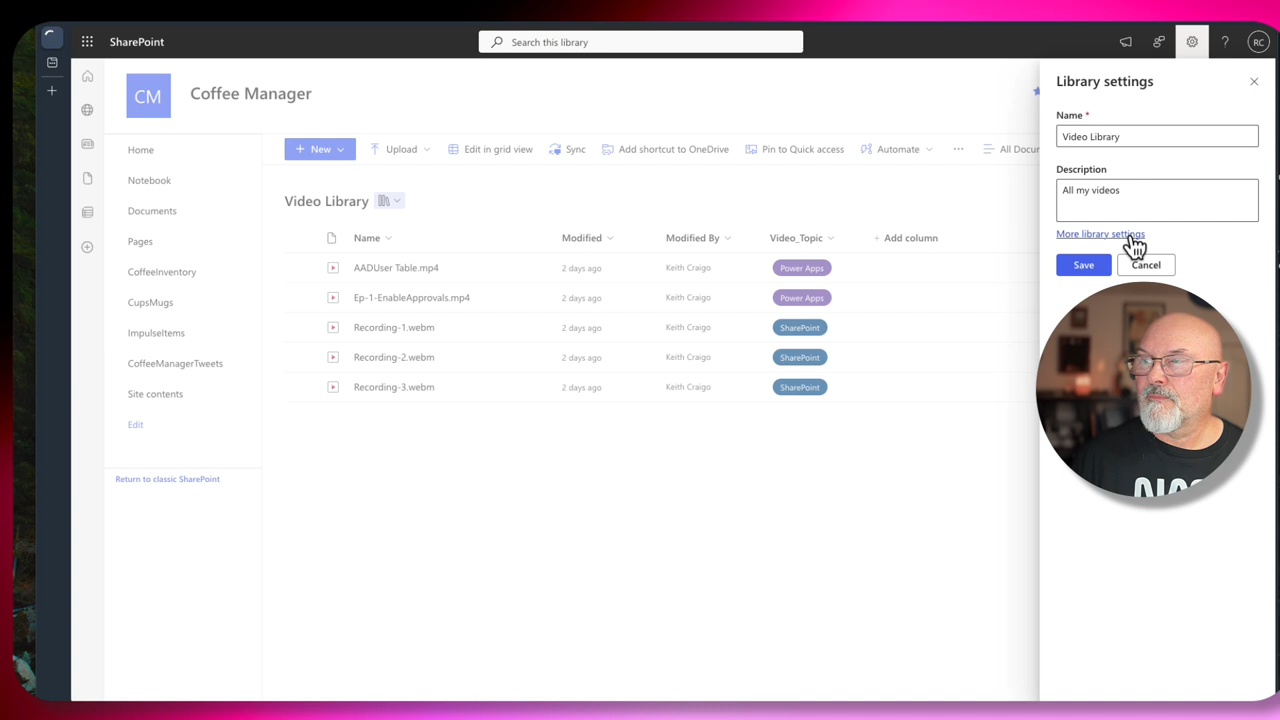 SharePoint
Search this library
?
RC
CM
Coffee Manager
Home
Notebook
Documents
Pages
CoffeeInventory
CupsMugs
ImpulseItems
CoffeeManagerTweets
Site contents
Edit
Return to classic SharePoint
+ New
Upload
Edit in grid view
Sync
Add shortcut to OneDrive
Pin to Quick access
Automate
...
All Docu
Video Library
Name
Modified
Modified By
Video_Topic
+ Add column
AADUser Table.mp4 2 days ago Keith Craigo Power Apps
Ep-1-EnableApprovals.mp4 2 days ago Keith Craigo Power Apps
Recording-1.webm 2 days ago Keith Craigo SharePoint
Recording-2.webm 2 days ago Keith Craigo SharePoint
Recording-3.webm 2 days ago Keith Craigo SharePoint
Library settings
Name *
Video Library
Description
All my videos
More library settings
Save
Cancel